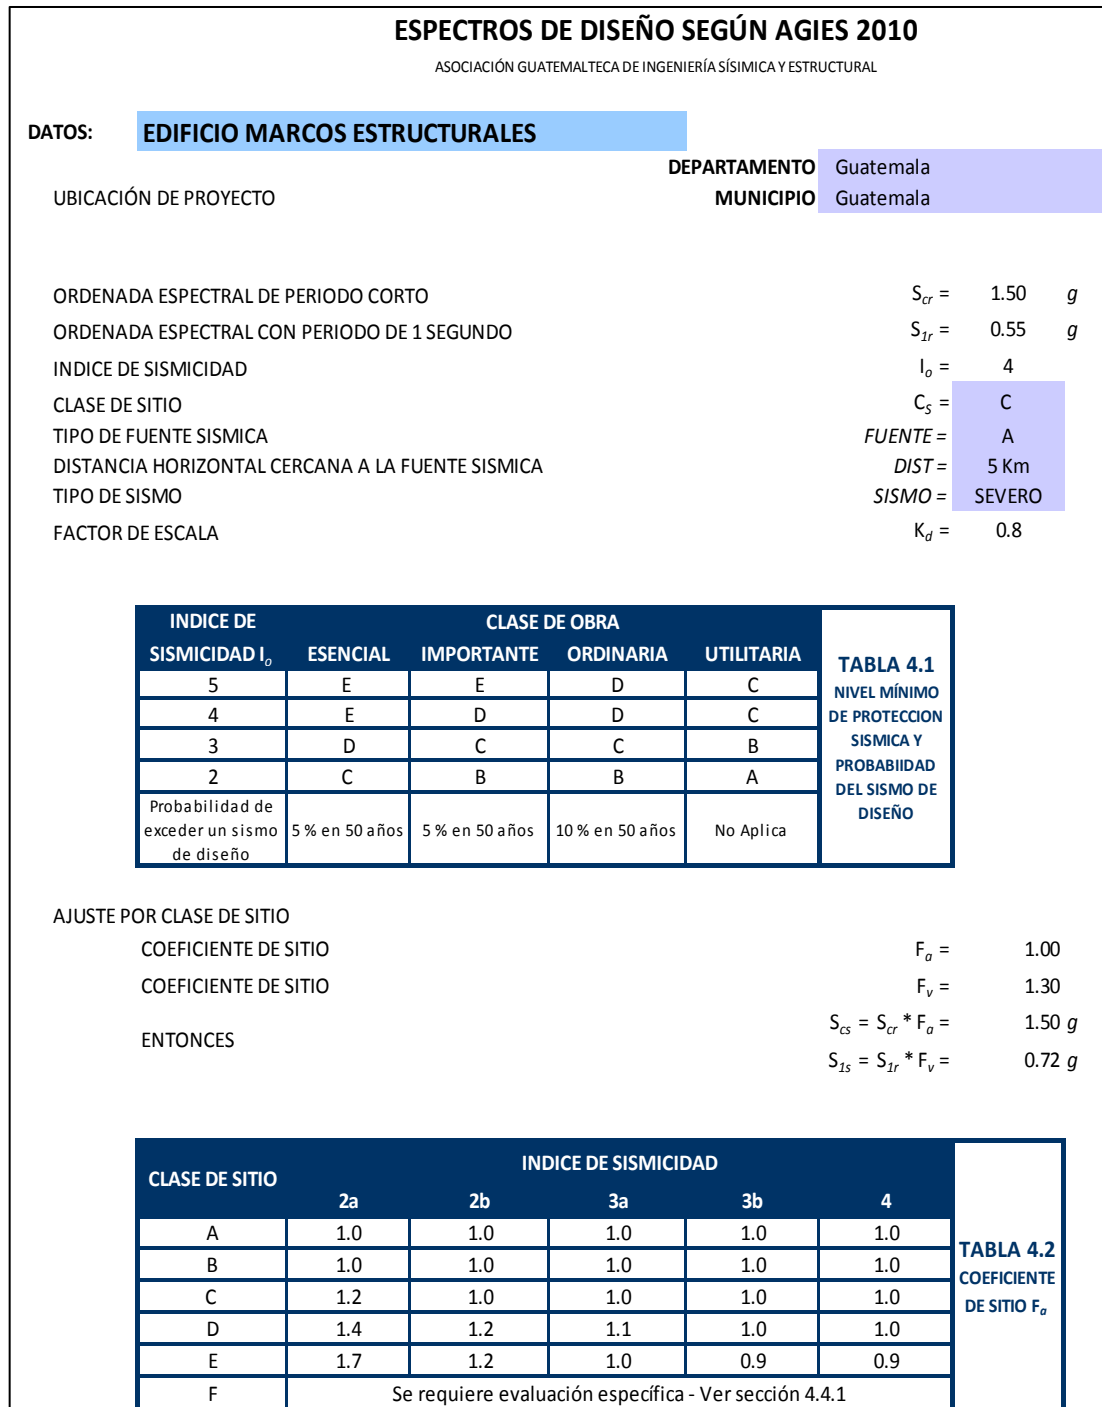 ESPECTROS DE DISEÑO SEGÚN AGIES 2010
ASOCIACIÓN GUATEMALTECA DE INGENIERÍA SÍSIMICA Y ESTRUCTURAL
DATOS: EDIFICIO MARCOS ESTRUCTURALES
DEPARTAMENTO Guatemala
UBICACIÓN DE PROYECTO MUNICIPIO Guatemala
ORDENADA ESPECTRAL DE PERIODO CORTO Scr = 1.50 g
ORDENADA ESPECTRAL CON PERIODO DE 1 SEGUNDO S1r = 0.55 g
INDICE DE SISMICIDAD Io = 4
CLASE DE SITIO CS = C
TIPO DE FUENTE SISMICA FUENTE = A
DISTANCIA HORIZONTAL CERCANA A LA FUENTE SISMICA DIST = 5 Km
TIPO DE SISMO SISMO = SEVERO
FACTOR DE ESCALA Kd = 0.8
INDICE DE SISMICIDAD Io CLASE DE OBRA
ESENCIAL IMPORTANTE ORDINARIA UTILITARIA
5 E E D C
4 E D D C
3 D C C B
2 C B B A
Probabilidad de exceder un sismo de diseño 5 % en 50 años 5 % en 50 años 10 % en 50 años No Aplica
TABLA 4.1
NIVEL MÍNIMO
DE PROTECCION
SISMICA Y
PROBABIIDAD
DEL SISMO DE
DISEÑO
AJUSTE POR CLASE DE SITIO
COEFICIENTE DE SITIO Fa = 1.00
COEFICIENTE DE SITIO Fv = 1.30
ENTONCES Scs = Scr * Fa = 1.50 g
S1s = S1r * Fv = 0.72 g
CLASE DE SITIO INDICE DE SISMICIDAD
2a 2b 3a 3b 4
A 1.0 1.0 1.0 1.0 1.0
B 1.0 1.0 1.0 1.0 1.0
C 1.2 1.0 1.0 1.0 1.0
D 1.4 1.2 1.1 1.0 1.0
E 1.7 1.2 1.0 0.9 0.9
F Se requiere evaluación específica - Ver sección 4.4.1
TABLA 4.2
COEFICIENTE
DE SITIO Fa